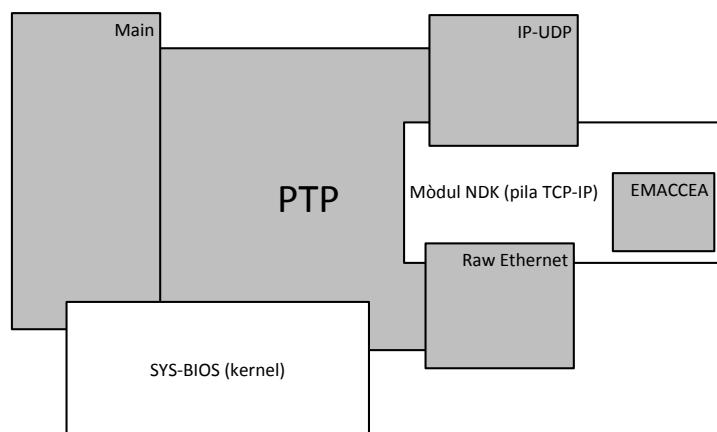 Main
IP-UDP
PTP
Mòdul NDK (pila TCP-IP)
EMACCEA
Raw Ethernet
SYS-BIOS (kernel)